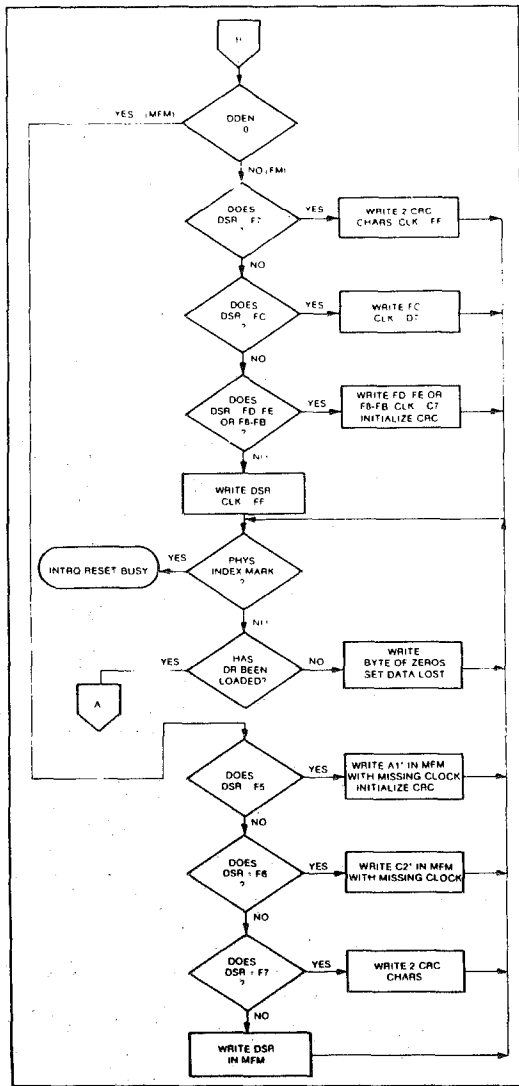 YES (MFM)
DDEN
0
NO (FM)
DOES
DSR F7
?
YES
WRITE 2 CRC
CHARS CLK FF
NO
DOES
DSR FC
?
YES
WRITE FC
CLK D7
NO
DOES
DSR FD FE
OR F8-FB
?
YES
WRITE FD FE OR
F8-FB CLK C7
INITIALIZE CRC
NO
WRITE DSR
CLK FF
INTRQ RESET BUSY
YES
PHYS
INDEX MARK
?
NO
YES
HAS
DR BEEN
LOADED?
NO
WRITE
BYTE OF ZEROS
SET DATA LOST
A
DOES
DSR F5
YES
WRITE A1* IN MFM
WITH MISSING CLOCK
INITIALIZE CRC
NO
DOES
DSR = F6
?
YES
WRITE C2* IN MFM
WITH MISSING CLOCK
NO
DOES
DSR = F7
?
YES
WRITE 2 CRC
CHARS
NO
WRITE DSR
IN MFM